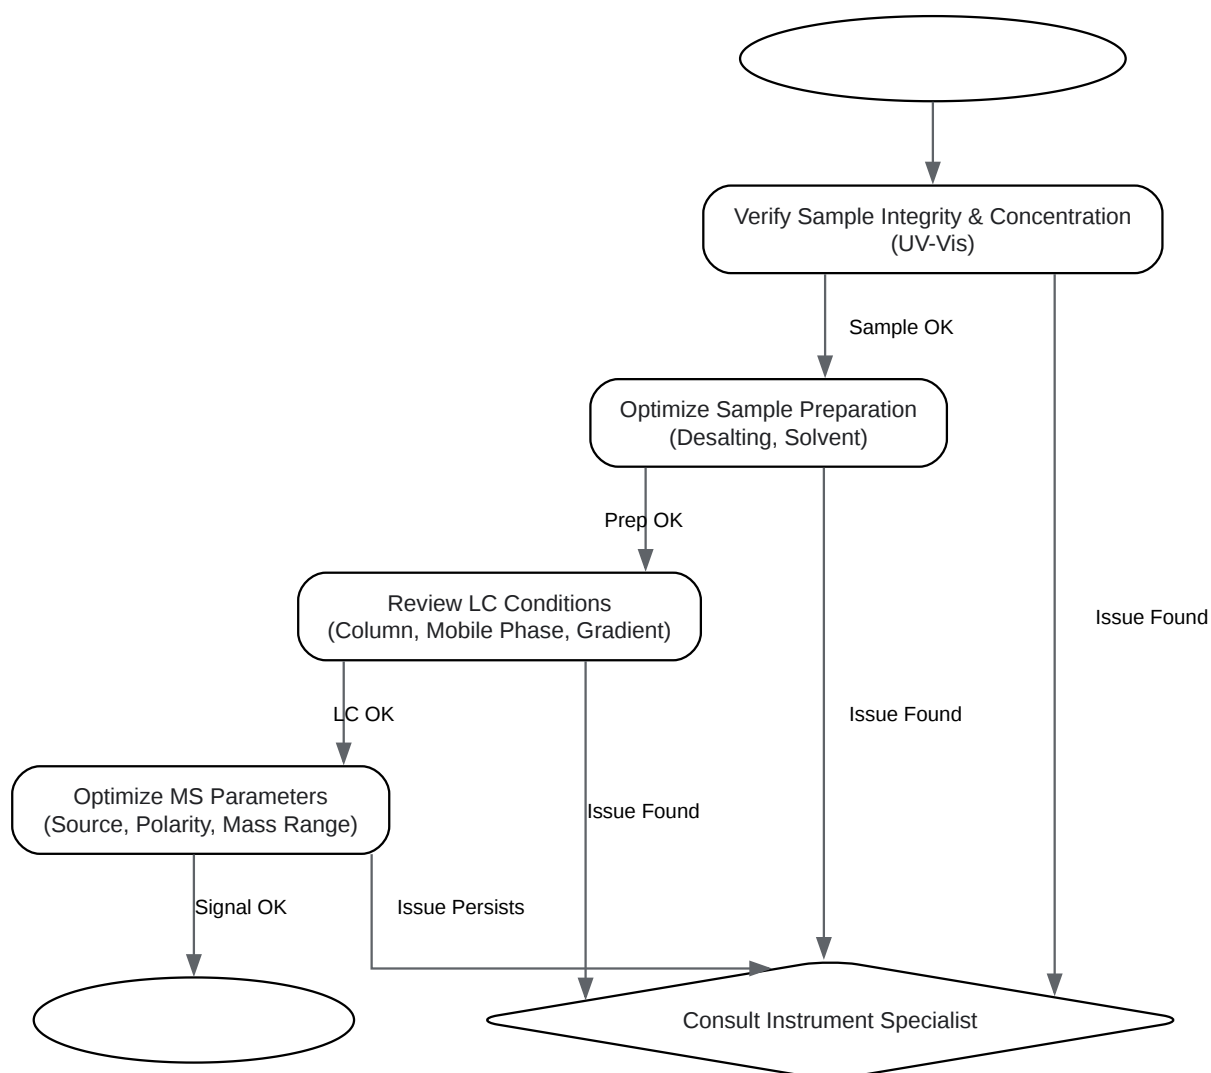 Verify Sample Integrity & Concentration
(UV-Vis)
Sample OK
Optimize Sample Preparation
(Desalting, Solvent)
Prep OK
Review LC Conditions
(Column, Mobile Phase, Gradient)
Issue Found
LC OK
Issue Found
Optimize MS Parameters
(Source, Polarity, Mass Range)
Issue Found
Signal OK
Issue Persists
Consult Instrument Specialist